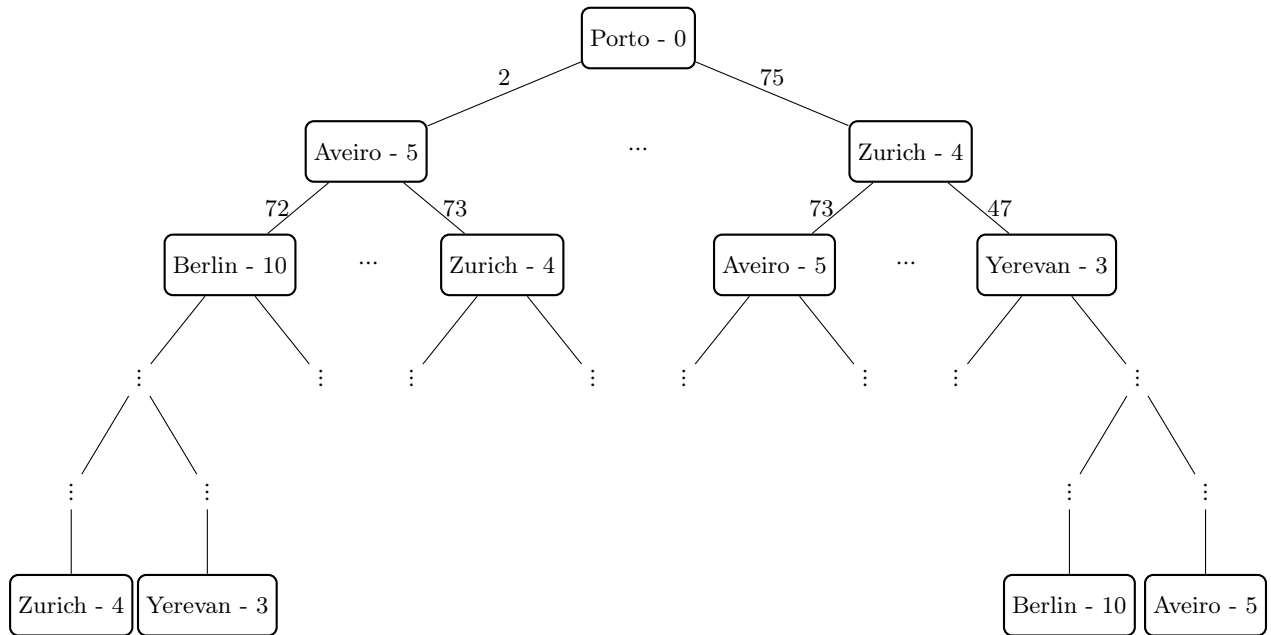 Porto - 0
2
75
Aveiro - 5
...
Zurich - 4
72
73
73
47
Berlin - 10
...
Zurich - 4
Aveiro - 5
...
Yerevan - 3
⋮
⋮
⋮
⋮
⋮
⋮
⋮
⋮
⋮
⋮
⋮
⋮
Zurich - 4
Yerevan - 3
Berlin - 10
Aveiro - 5